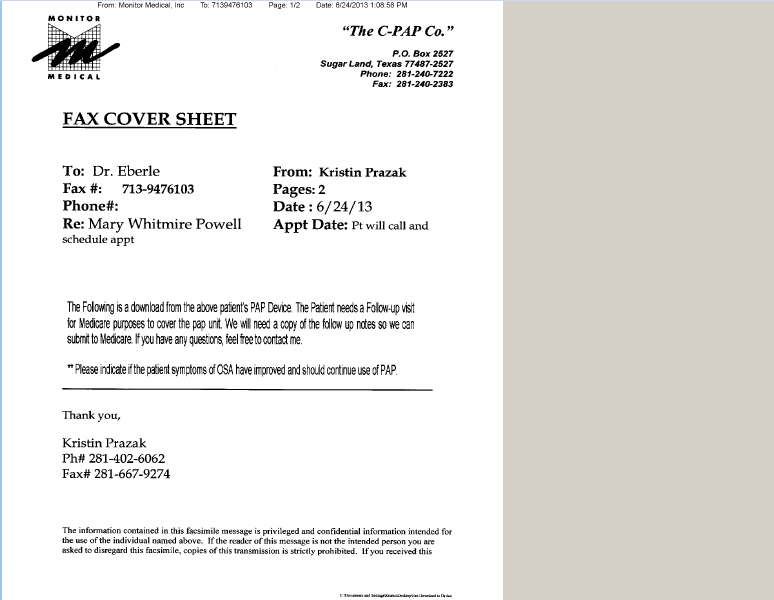 From: Monitor Medical, Inc To: 7139476103 Page: 1/2 Date: 6/24/2013 1:08:58 PM
MONITOR
MEDICAL
"The C-PAP Co."
P.O. Box 2527
Sugar Land, Texas 77487-2527
Phone: 281-240-7222
Fax: 281-240-2383
FAX COVER SHEET
To: Dr. Eberle From: Kristin Prazak
Fax #: 713-9476103 Pages: 2
Phone#: Date : 6/24/13
Re: Mary Whitmire Powell Appt Date: Pt will call and
schedule appt
The Following is a download from the above patient's PAP Device. The Patient needs a Follow-up visit
for Medicare purposes to cover the pap unit. We will need a copy of the follow up notes so we can
submit to Medicare. If you have any questions, feel free to contact me.
** Please indicate if the patient symptoms of OSA have improved and should continue use of PAP.
Thank you,
Kristin Prazak
Ph# 281-402-6062
Fax# 281-667-9274
The information contained in this facsimile message is privileged and confidential information intended for
the use of the individual named above. If the reader of this message is not the intended person you are
asked to disregard this facsimile, copies of this transmission is strictly prohibited. If you received this